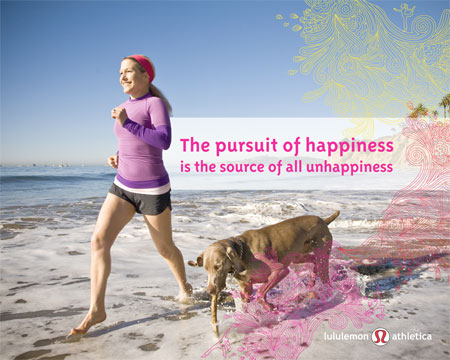 The pursuit of happiness
is the source of all unhappiness
lululemon athletica